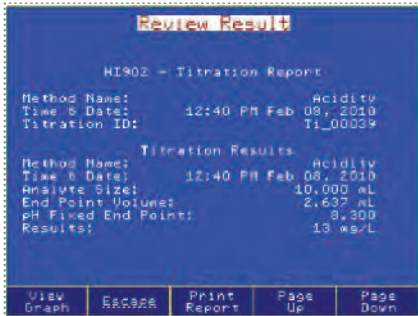 Review Result
HI902 - Titration Report
Method Name: Acidity
Time & Date: 12:40 PM Feb 08, 2010
Titration ID: Ti_00039
Titration Results
Method Name: Acidity
Time & Date: 12:40 PM Feb 08, 2010
Analyte Size: 10.000 mL
End Point Volume: 2.637 mL
pH Fixed End Point: 8.300
Results: 13 mg/L
View Graph Escape Print Report Page Up Page Down